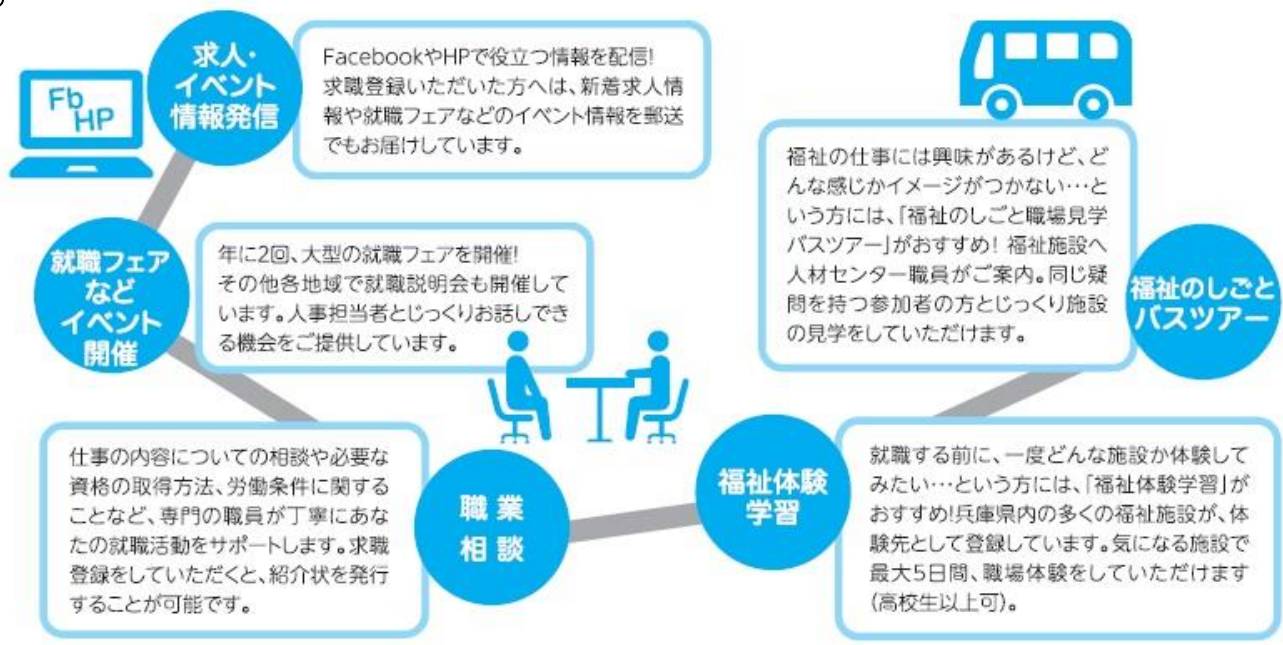 Fb
HP
求人・
イベント
情報発信
FacebookやHPで役立つ情報を配信!
求職登録いただいた方へは、新着求人情
報や就職フェアなどのイベント情報を郵送
でもお届けしています。
就職フェア
など
イベント
開催
年に2回、大型の就職フェアを開催!
その他各地域で就職説明会も開催して
います。人事担当者とじっくりお話しでき
る機会をご提供しています。
仕事の内容についての相談や必要な
資格の取得方法、労働条件に関する
ことなど、専門の職員が丁寧にあな
たの就職活動をサポートします。求職
登録をしていただくと、紹介状を発行
することが可能です。
職業
相談
福祉体験
学習
就職する前に、一度どんな施設か体験して
みたい…という方には、「福祉体験学習」が
おすすめ!兵庫県内の多くの福祉施設が、体
験先として登録しています。気になる施設で
最大5日間、職場体験をしていただけます
(高校生以上可)。
福祉の仕事には興味があるけど、ど
んな感じかイメージがつかない…と
いう方には、「福祉のしごと職場見学
バスツアー」がおすすめ! 福祉施設へ
人材センター職員がご案内。同じ疑
問を持つ参加者の方とじっくり施設
の見学をしていただけます。
福祉のしごと
バスツアー